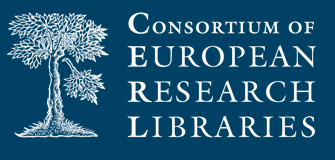 CONSORTIUM OF
EUROPEAN
RESEARCH
LIBRARIES